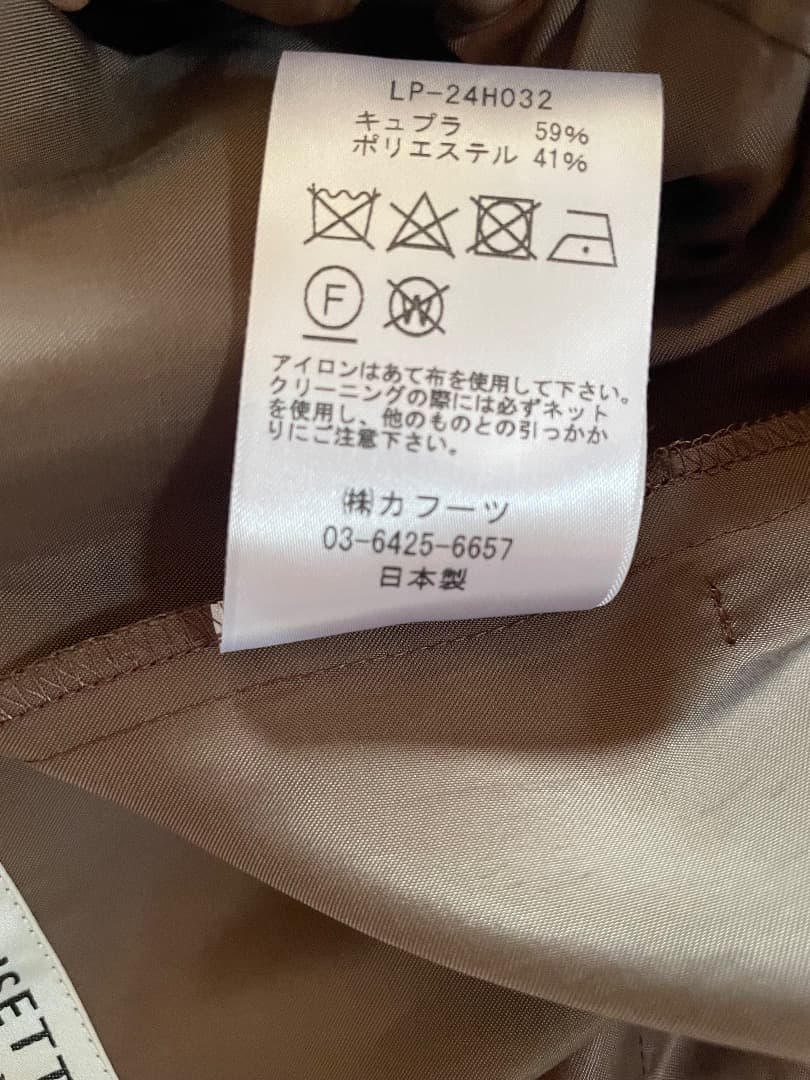 LP-24H032
キュプラ 59%
ポリエステル 41%
F
W
アイロンはあて布を使用して下さい。
クリーニングの際には必ずネット
を使用し、他のものとの引っかか
りにご注意下さい。
㈱カフーツ
03-6425-6657
日本製